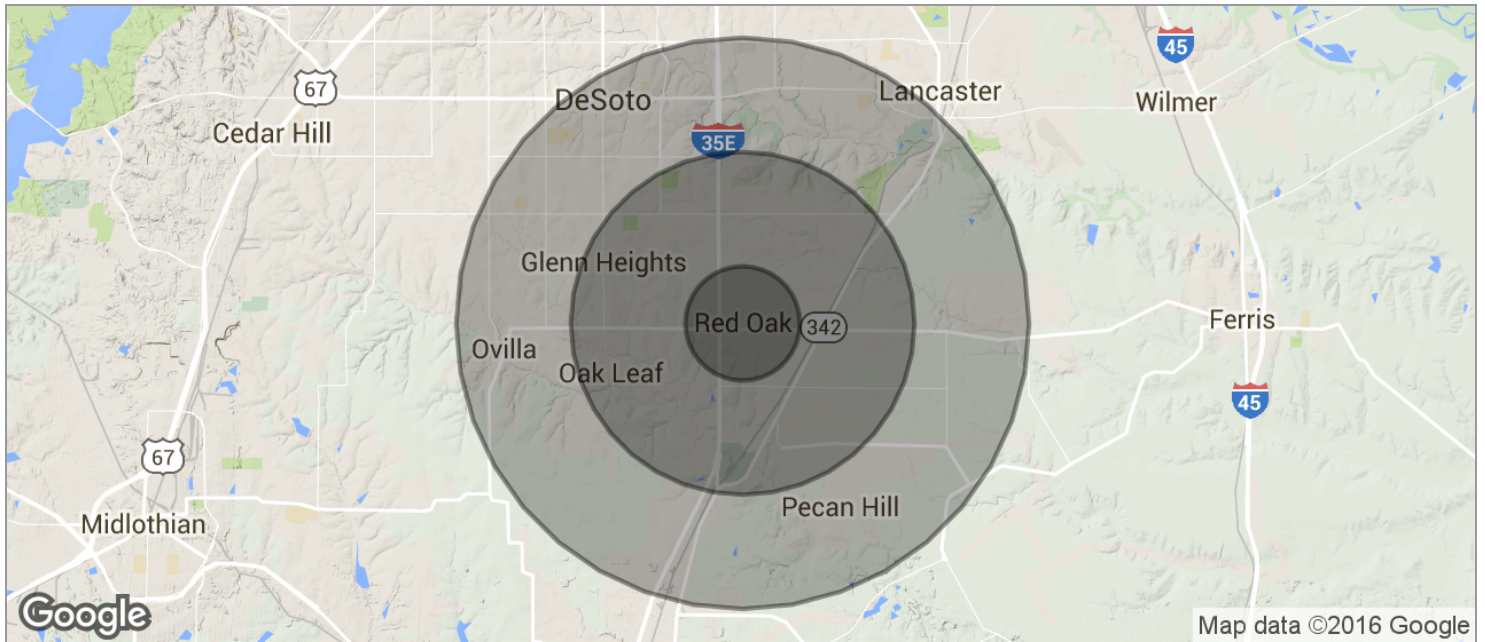 45
67
DeSoto
Lancaster
Wilmer
Cedar Hill
35E
Glenn Heights
Red Oak
342
Ferris
Ovilla
Oak Leaf
45
67
Pecan Hill
Midlothian
Google
Map data ©2016 Google